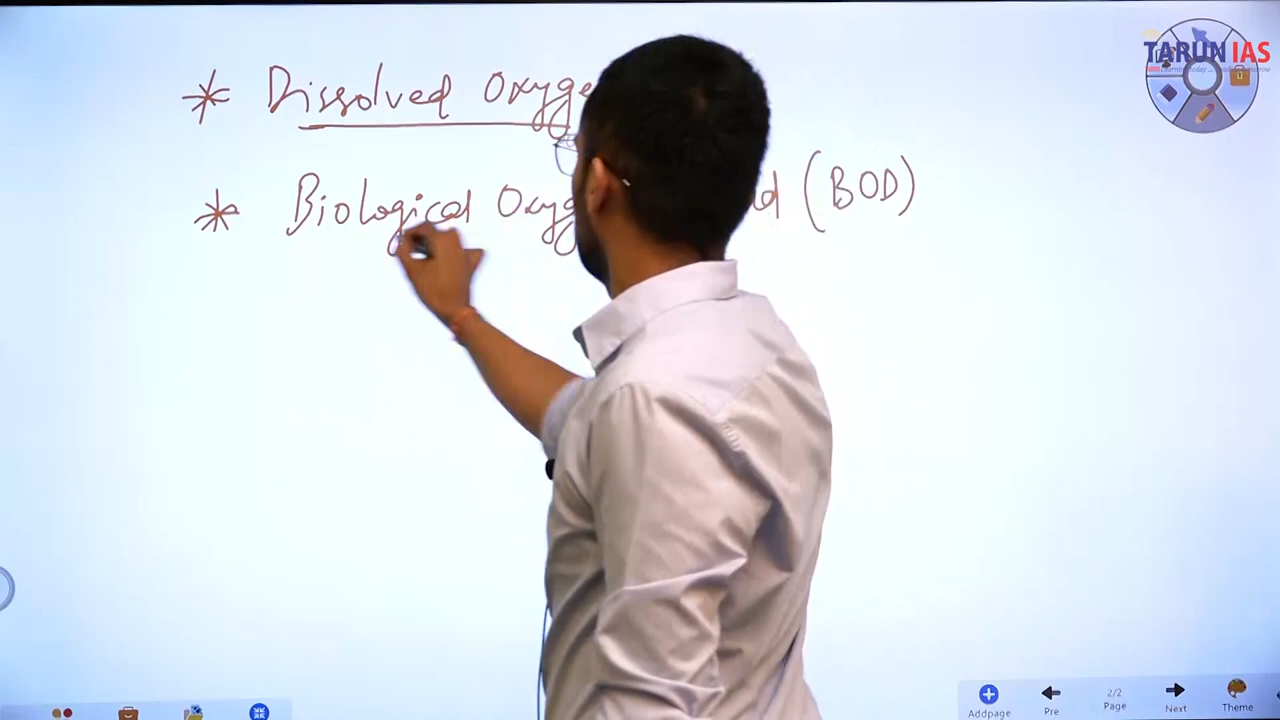 * Dissolved Oxyge
* Biological Oxyg d (BOD)
TARUN IAS
2/2
Addpage Pre Page Next Theme